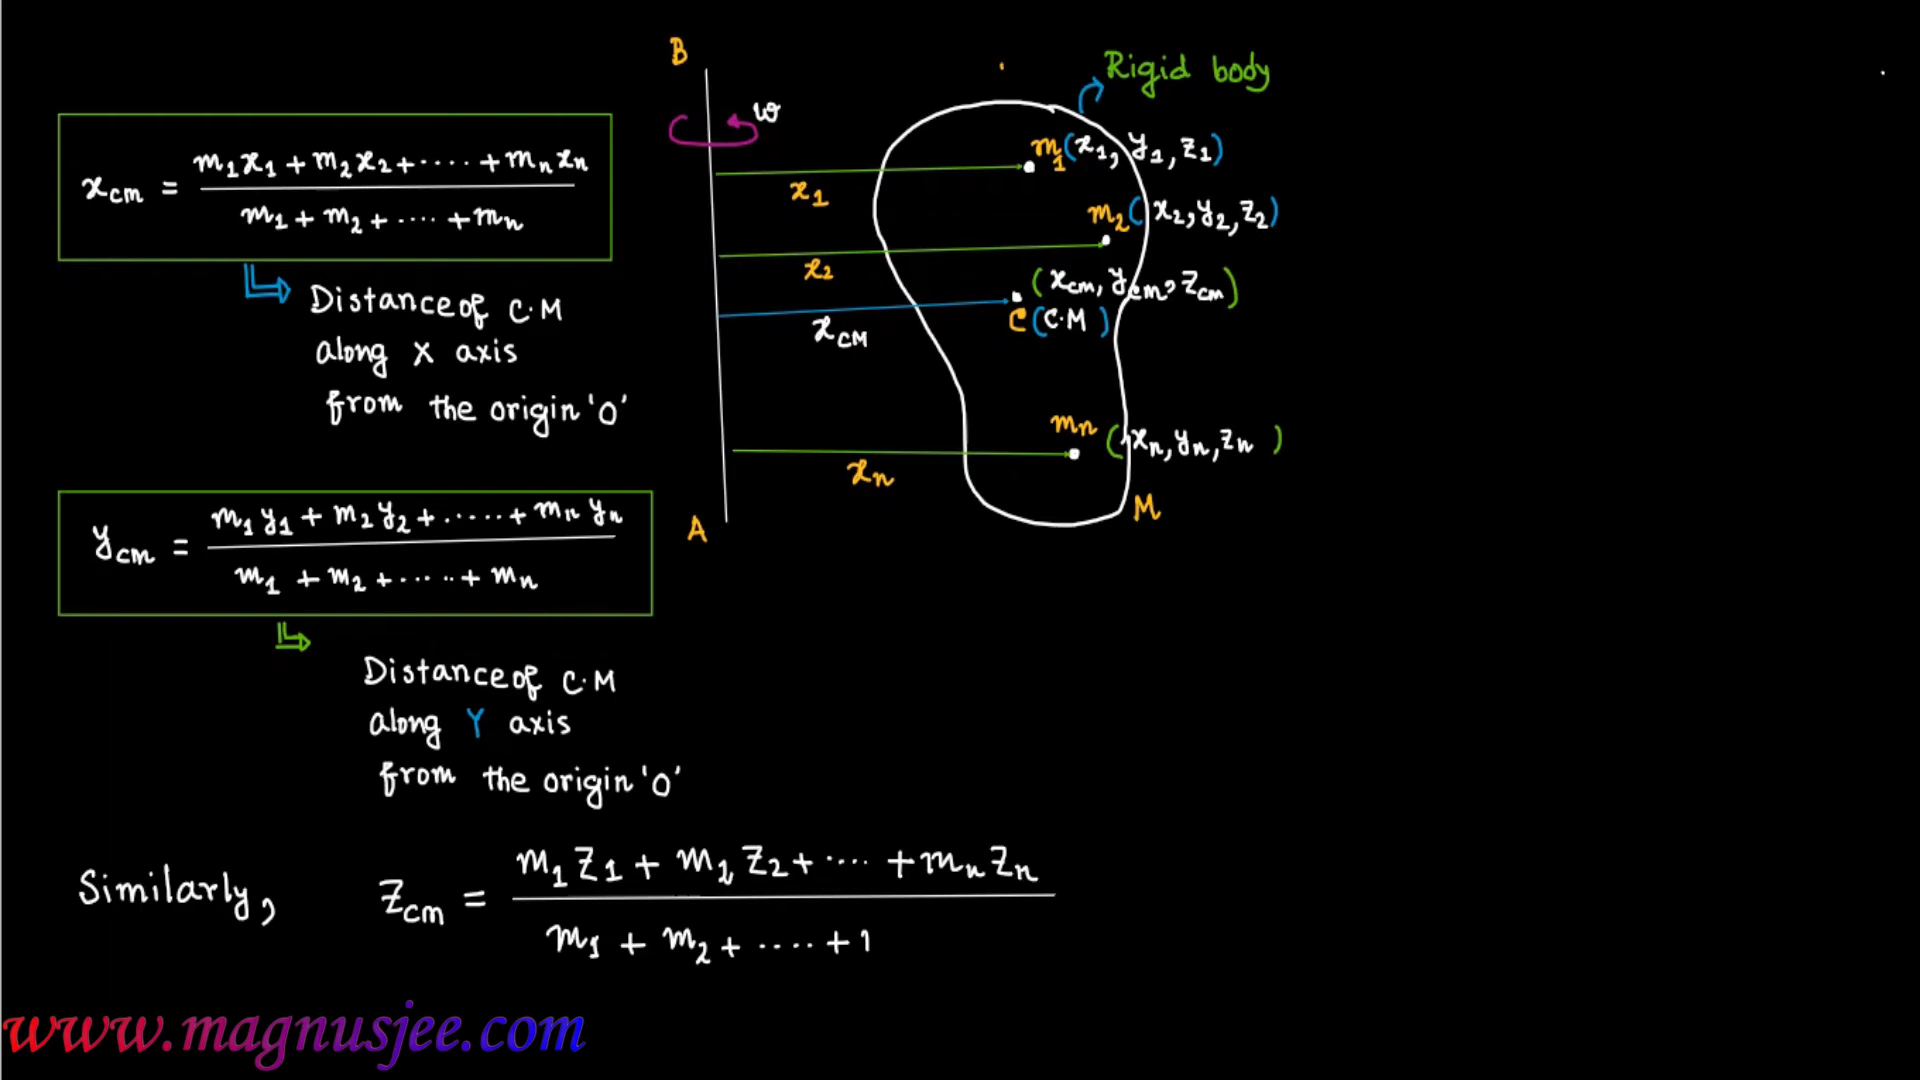 x_cm = (m₁x₁ + m₂x₂ + ···· + mₙxₙ) / (m₁ + m₂ + ···· + mₙ)
Distance of C.M
along X axis
from the origin 'O'
y_cm = (m₁y₁ + m₂y₂ + ····· + mₙyₙ) / (m₁ + m₂ + ····· + mₙ)
Distance of C.M
along Y axis
from the origin 'O'
Similarly, z_cm = (m₁z₁ + m₂z₂ + ···· + mₙzₙ) / (m₁ + m₂ + ···· + 1
B
ω
Rigid body
m₁(x₁, y₁, z₁)
x₁
m₂(x₂, y₂, z₂)
x₂
(x_cm, y_cm, z_cm)
C(C.M)
x_CM
mₙ (xₙ, yₙ, zₙ)
xₙ
M
A
www.magnusjee.com